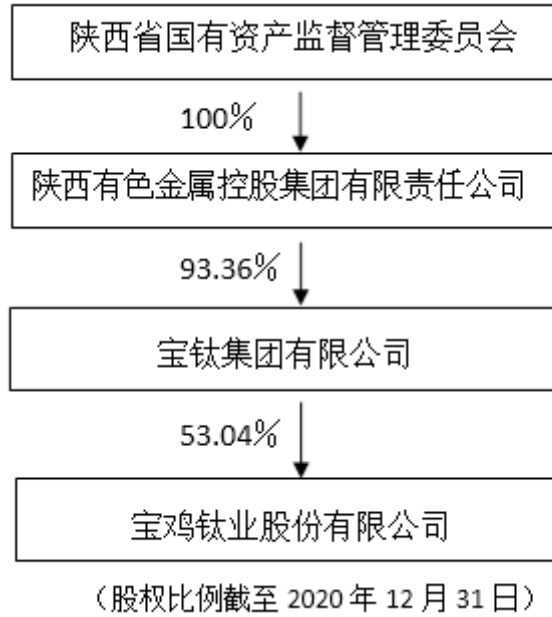 陕西省国有资产监督管理委员会
100%
陕西有色金属控股集团有限责任公司
93.36%
宝钛集团有限公司
53.04%
宝鸡钛业股份有限公司
（股权比例截至 2020 年 12 月 31 日）